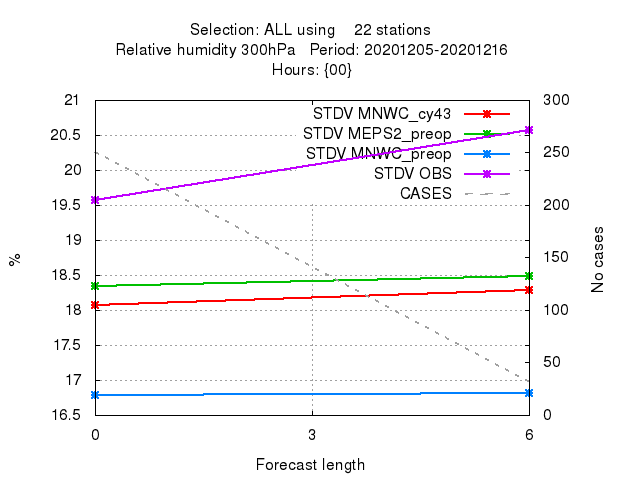 Selection: ALL using    22 stations
Relative humidity 300hPa   Period: 20201205-20201216
Hours: {00}
STDV MNWC_cy43
STDV MEPS2_preop
STDV MNWC_preop
STDV OBS
CASES
21
20.5
20
19.5
19
18.5
18
17.5
17
16.5
%
300
250
200
150
100
50
0
No cases
0 3 6
Forecast length